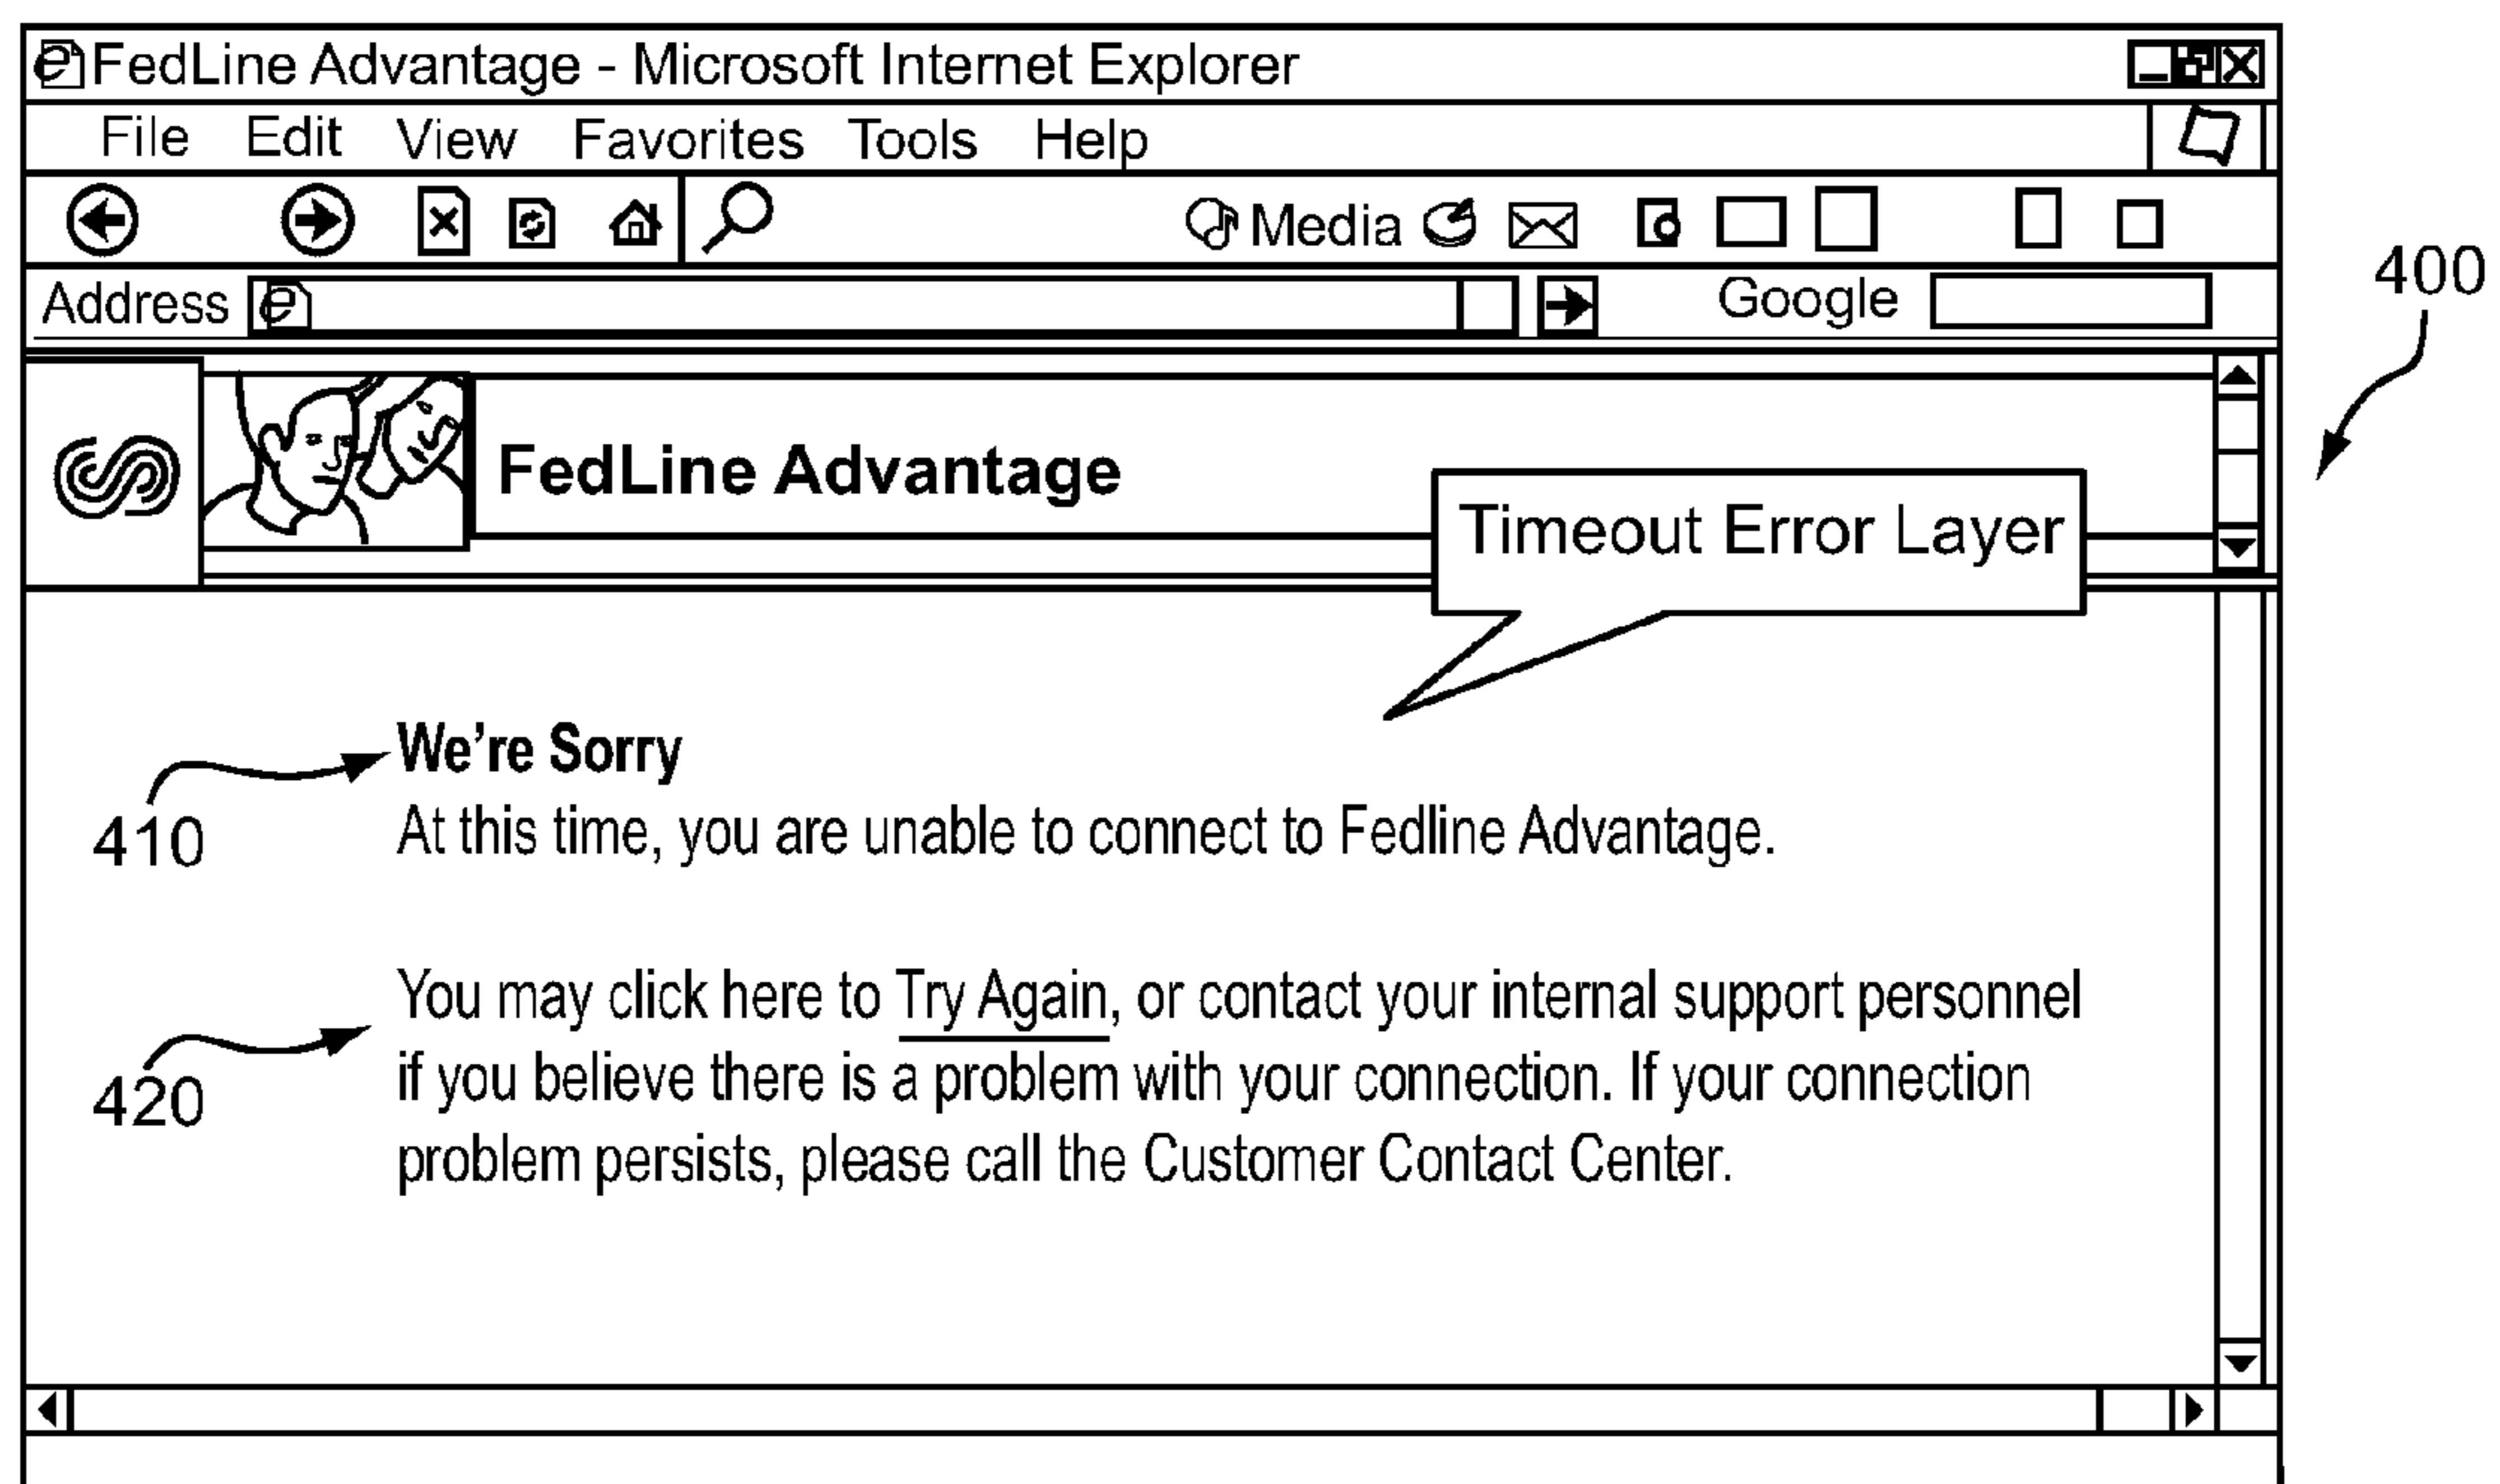 FedLine Advantage - Microsoft Internet Explorer
File Edit View Favorites Tools Help
Media
Address Google
400
FedLine Advantage
Timeout Error Layer
We're Sorry
410
At this time, you are unable to connect to Fedline Advantage.
You may click here to Try Again, or contact your internal support personnel
420
if you believe there is a problem with your connection. If your connection
problem persists, please call the Customer Contact Center.